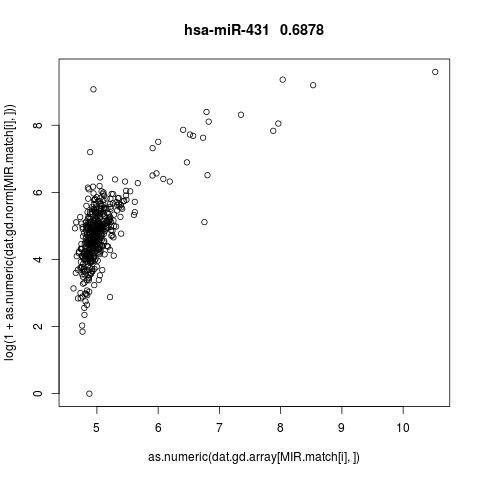 hsa-miR-431 0.6878
log(1 + as.numeric(dat.gd.norm[MIR.match[i], ]))
8
6
4
2
0
5 6 7 8 9 10
as.numeric(dat.gd.array[MIR.match[i], ])